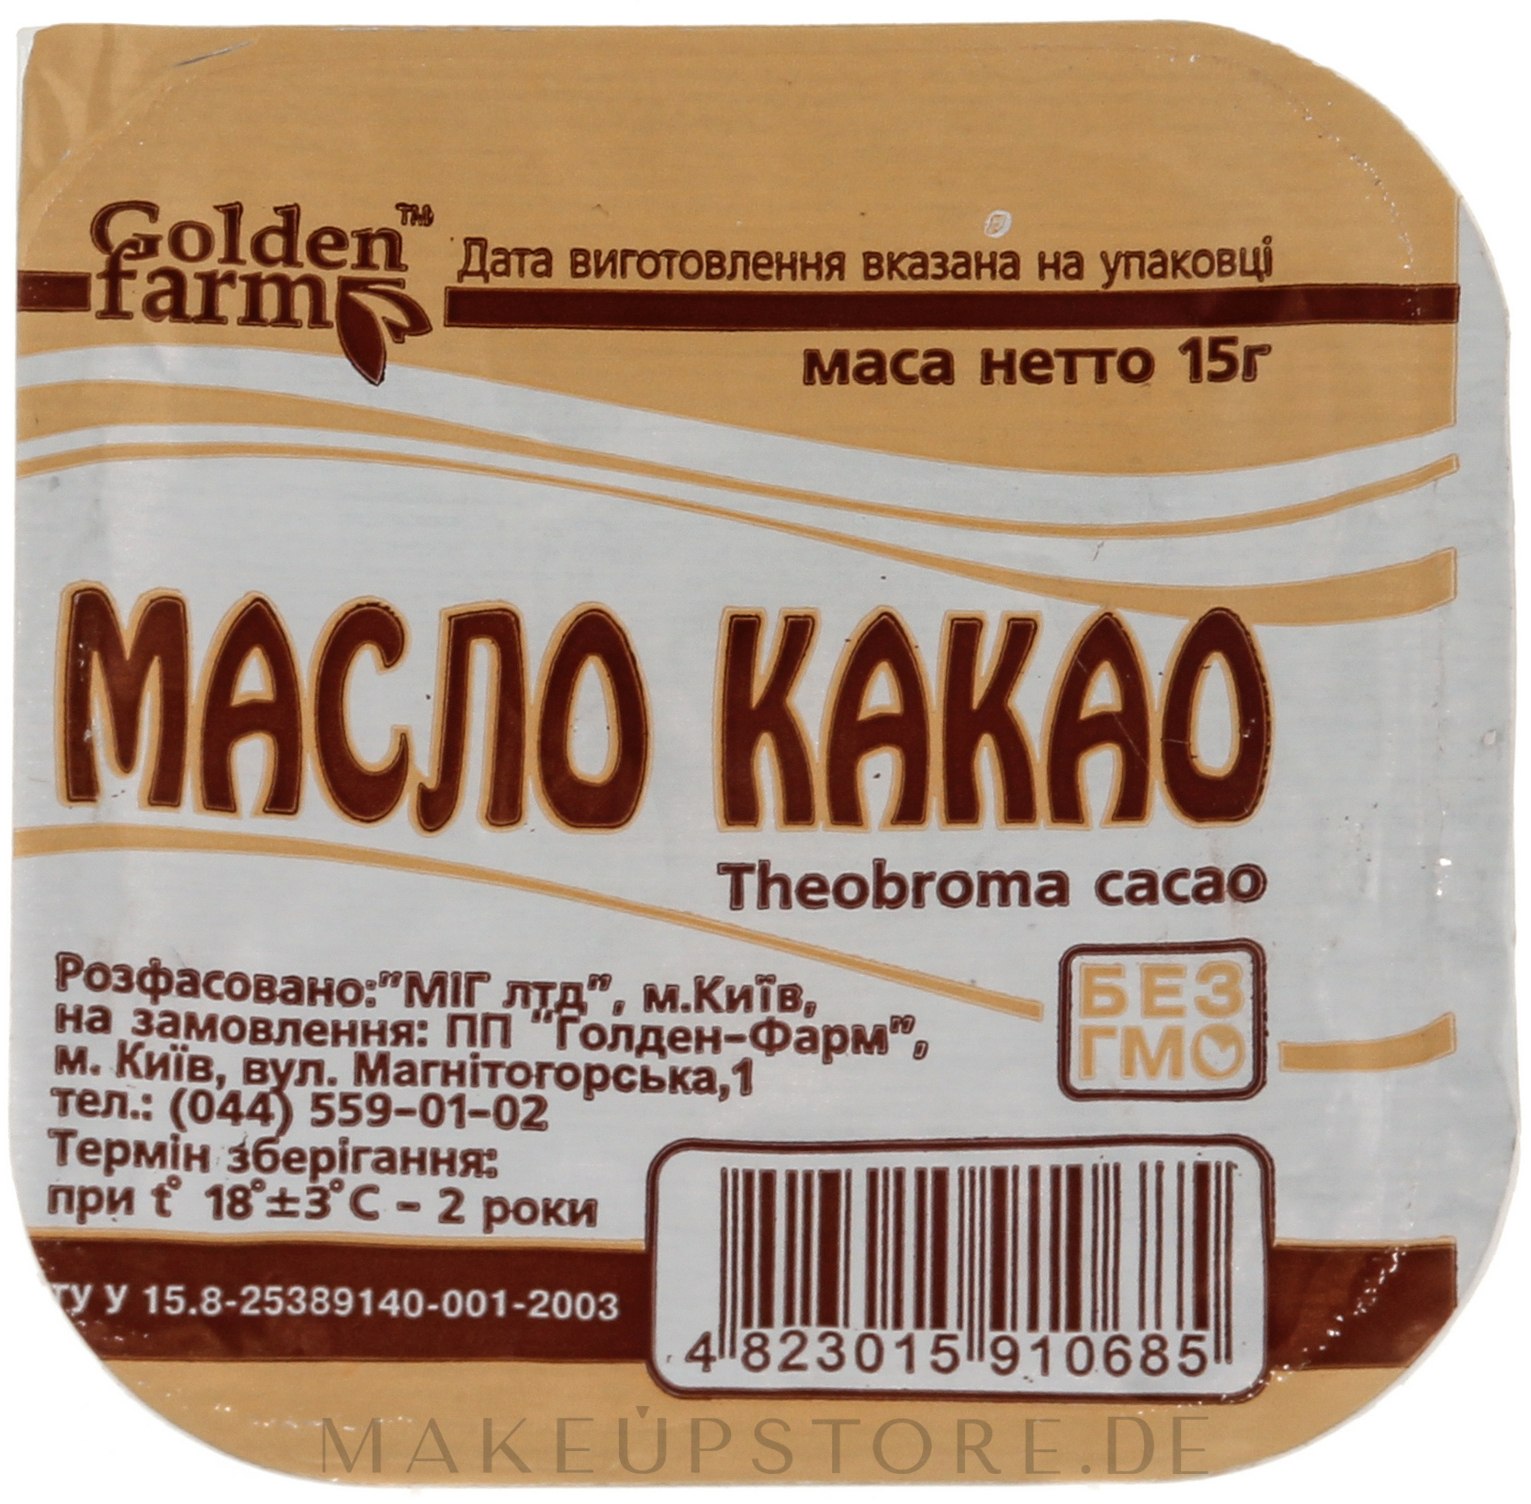 Golden™
farm
Дата виготовлення вказана на упаковці
маса нетто 15г
МАСЛО КАКАО
Theobroma cacao
Розфасовано:"МІГ лтд", м.Київ,
на замовлення: ПП "Голден-Фарм",
м. Київ, вул. Магнітогорська,1
тел.: (044) 559-01-02
Термін зберігання:
при t° 18°±3°С - 2 роки
БЕЗ
ГМО
ТУ У 15.8-25389140-001-2003
4 823015 910685
MAKEUPSTORE.DE